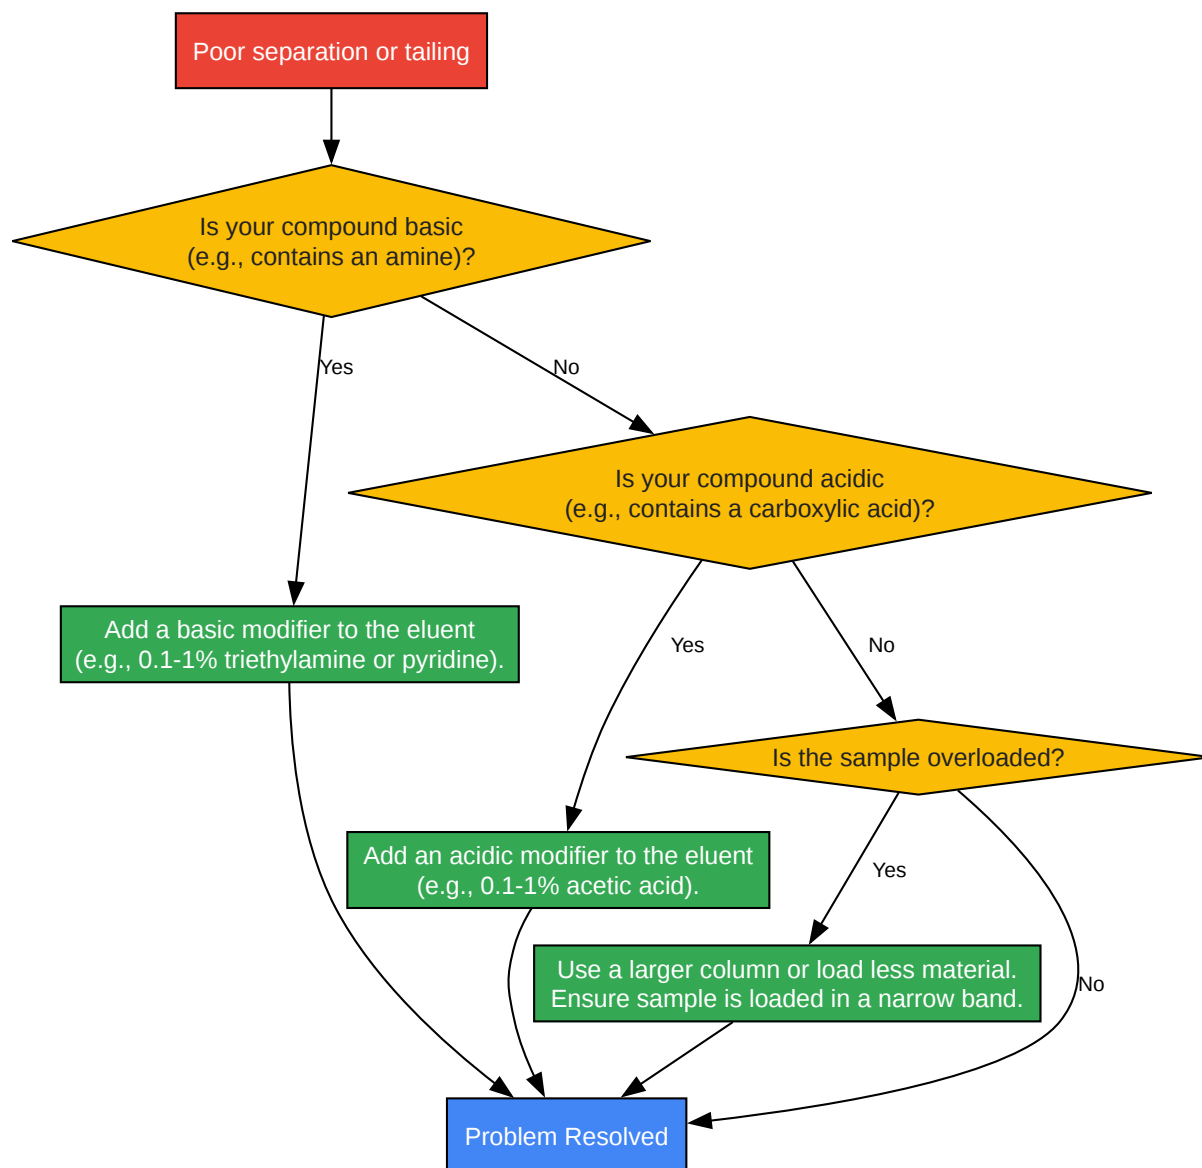 Poor separation or tailing
Is your compound basic
(e.g., contains an amine)?
Yes
No
Is your compound acidic
(e.g., contains a carboxylic acid)?
Add a basic modifier to the eluent
(e.g., 0.1-1% triethylamine or pyridine).
Yes
No
Is the sample overloaded?
Add an acidic modifier to the eluent
(e.g., 0.1-1% acetic acid).
Yes
Use a larger column or load less material.
Ensure sample is loaded in a narrow band.
No
Problem Resolved